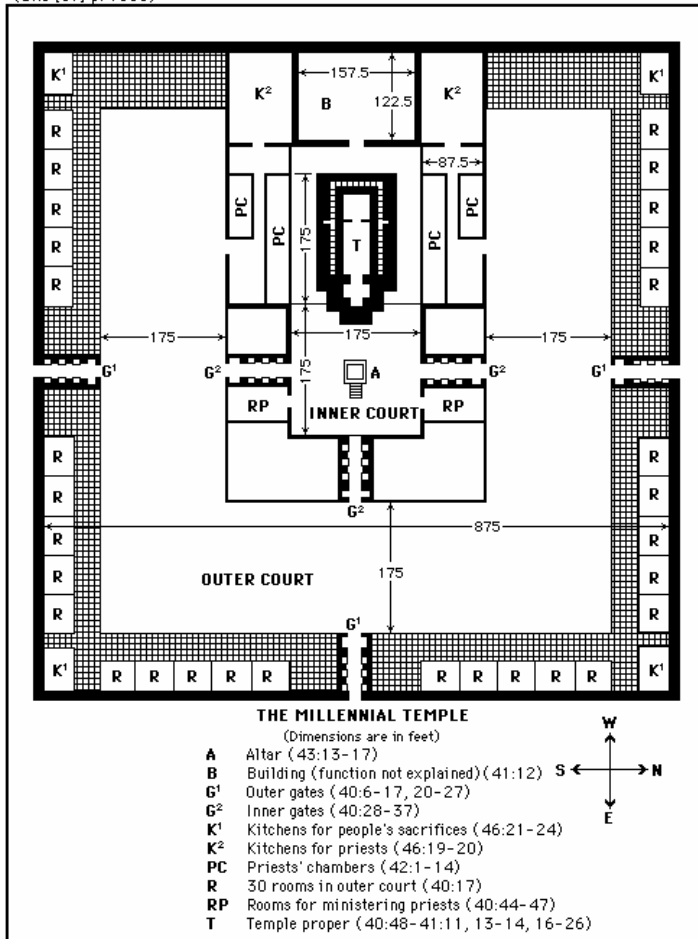 K¹ K² B 157.5 K² K¹
122.5
R R
87.5
R R
PC PC
R R
PC T PC
175
R R
R R
175 175 175
G¹ G² A G² G¹
175
RP INNER COURT RP
R R
R G² R
875
R R
175
R OUTER COURT R
R G¹ R
K¹ R R R R R R R R R R K¹
THE MILLENNIAL TEMPLE
(Dimensions are in feet)
A Altar (43:13-17)
B Building (function not explained) (41:12)
G¹ Outer gates (40:6-17, 20-27)
G² Inner gates (40:28-37)
K¹ Kitchens for people's sacrifices (46:21-24)
K² Kitchens for priests (46:19-20)
PC Priests' chambers (42:1-14)
R 30 rooms in outer court (40:17)
RP Rooms for ministering priests (40:44-47)
T Temple proper (40:48-41:11, 13-14, 16-26)
W
S N
E